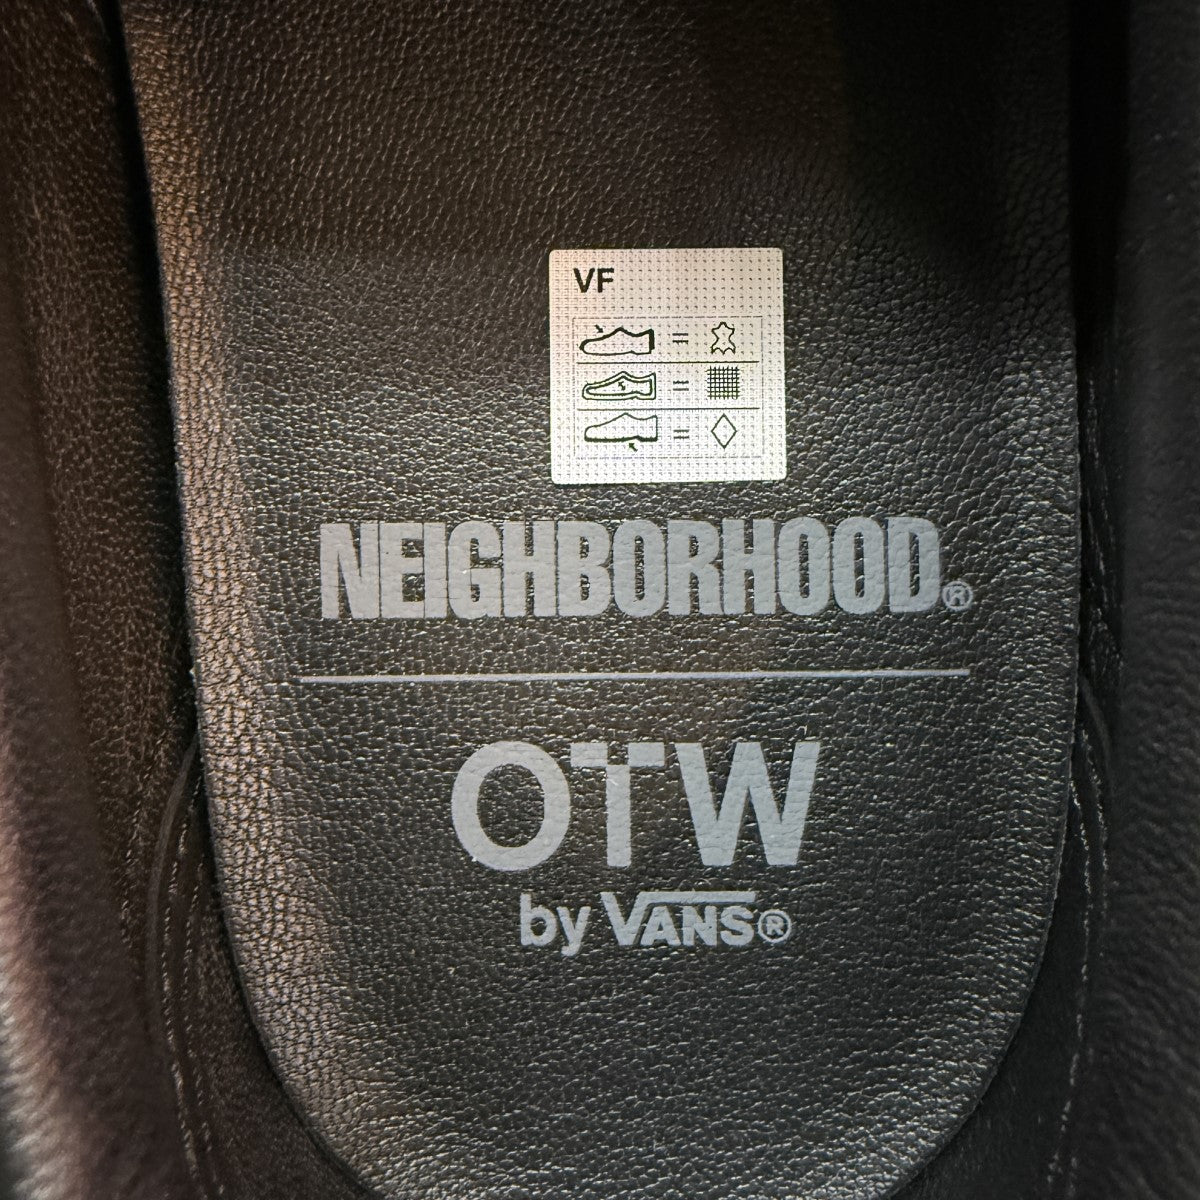 VF
=
=
=
NEIGHBORHOOD®
OTW
by VANS®